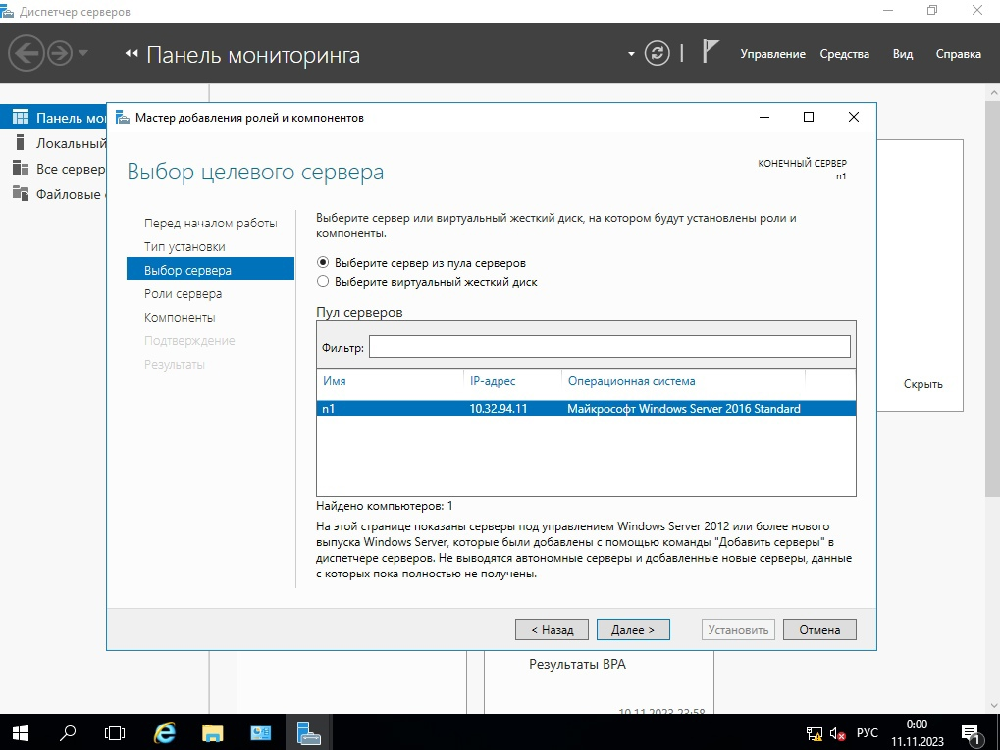 Диспетчер серверов
Панель мониторинга
Управление Средства Вид Справка
Панель мо
Локальный
Все сервер
Файловые
Мастер добавления ролей и компонентов
Выбор целевого сервера
КОНЕЧНЫЙ СЕРВЕР
n1
Перед началом работы
Тип установки
Выбор сервера
Роли сервера
Компоненты
Подтверждение
Результаты
Выберите сервер или виртуальный жесткий диск, на котором будут установлены роли и
компоненты.
Выберите сервер из пула серверов
Выберите виртуальный жесткий диск
Пул серверов
Фильтр:
Имя IP-адрес Операционная система
n1 10.32.94.11 Майкрософт Windows Server 2016 Standard
Найдено компьютеров: 1
На этой странице показаны серверы под управлением Windows Server 2012 или более нового
выпуска Windows Server, которые были добавлены с помощью команды "Добавить серверы" в
диспетчере серверов. Не выводятся автономные серверы и добавленные новые серверы, данные
с которых пока полностью не получены.
< Назад Далее > Установить Отмена
Скрыть
Результаты BPA
10.11.2023 23:58
РУС
0:00
11.11.2023
1